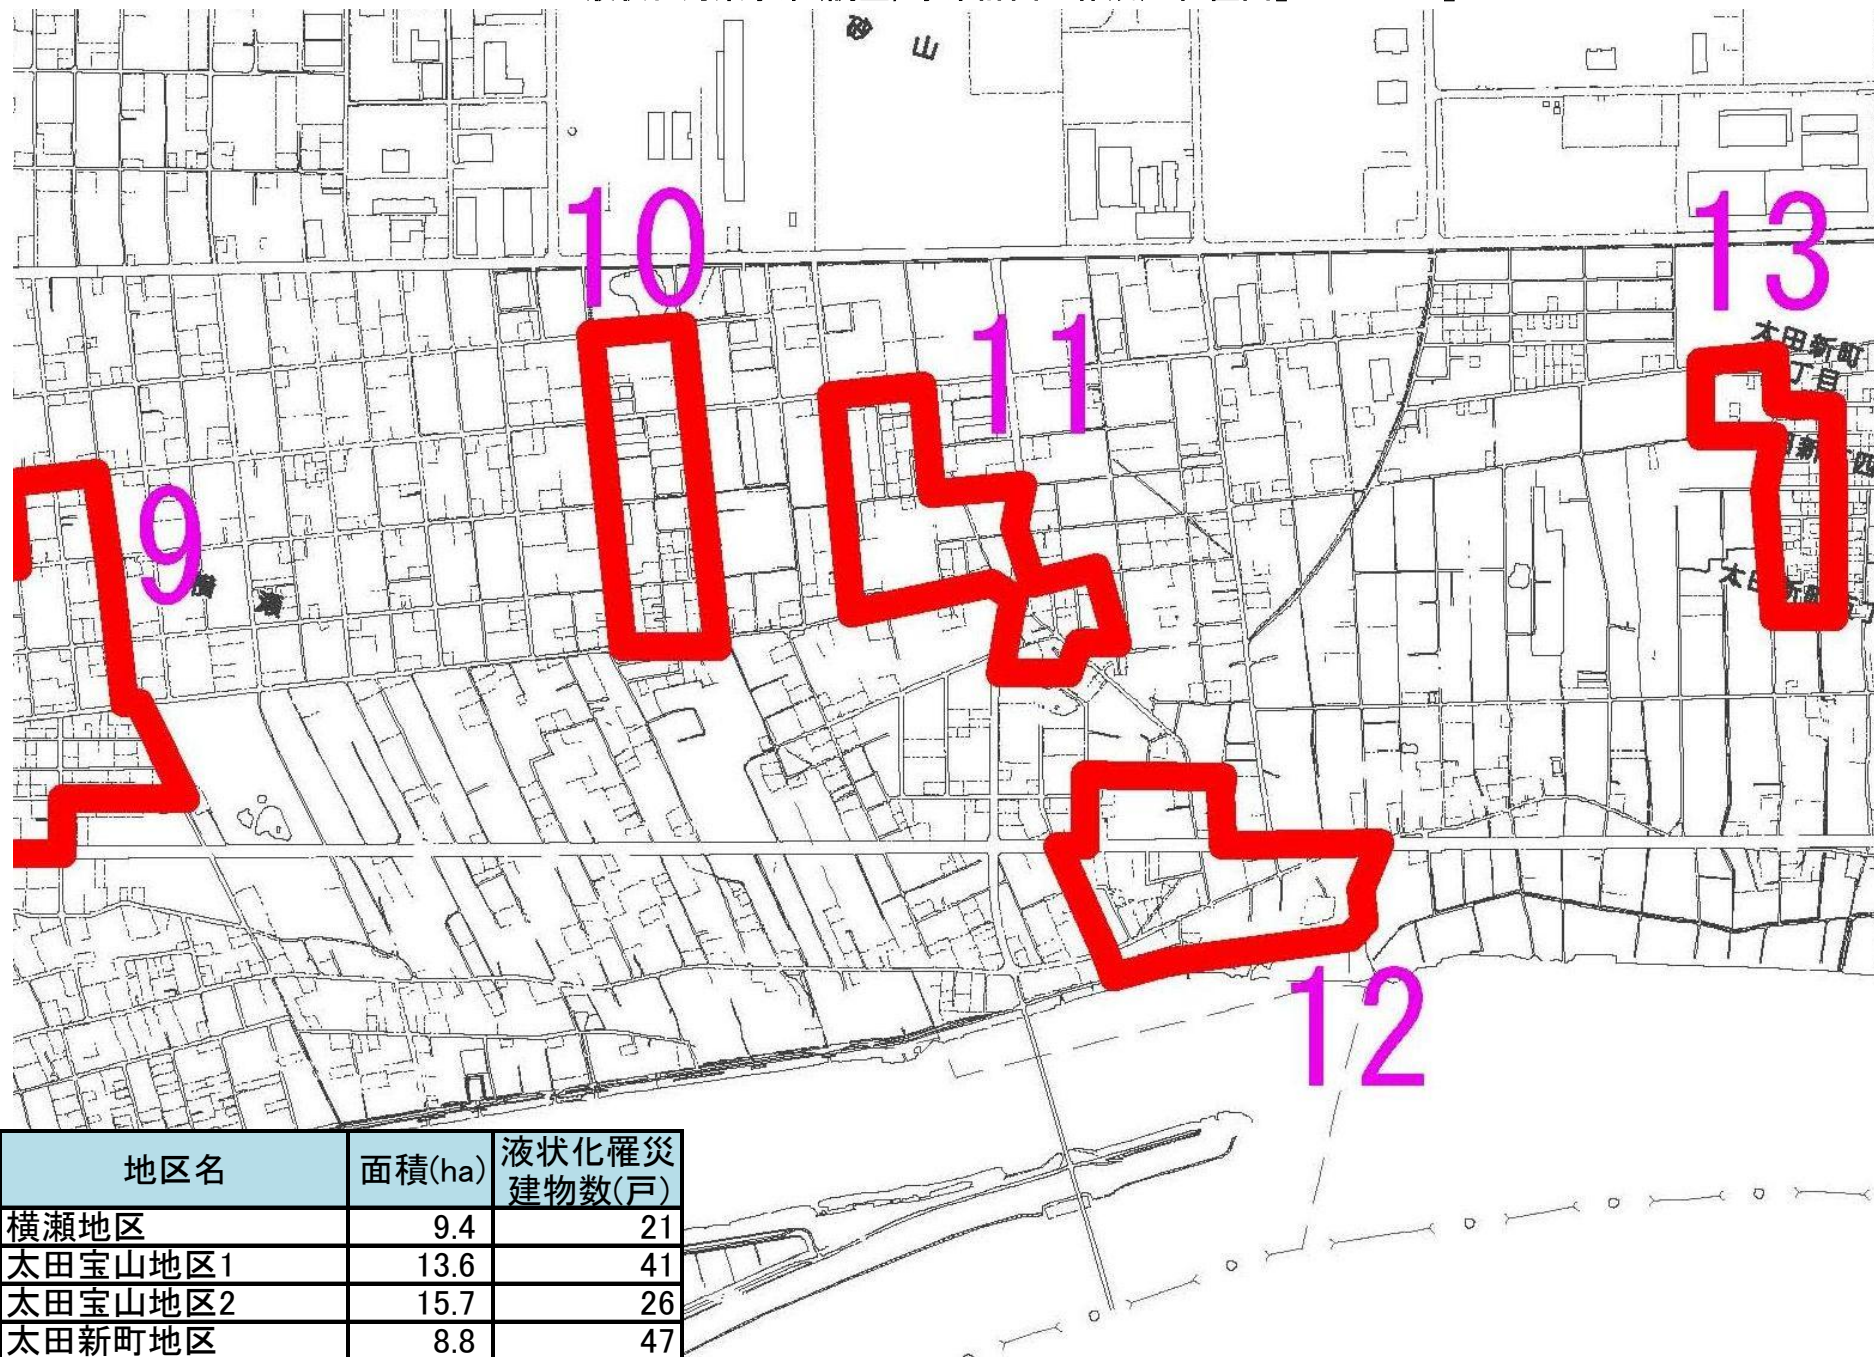 山
10
13
太田新町
丁目
11
9
12
地区名 面積(ha) 液状化罹災建物数(戸)
横瀬地区 9.4 21
太田宝山地区1 13.6 41
太田宝山地区2 15.7 26
太田新町地区 8.8 47